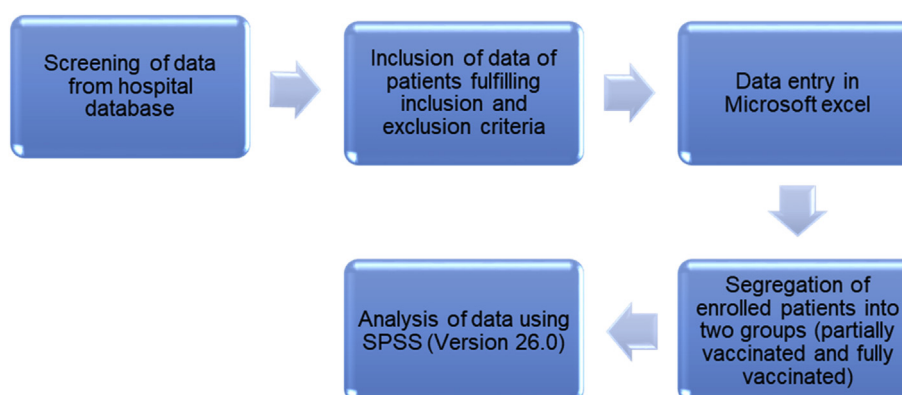 Screening of data
from hospital
database
Inclusion of data of
patients fulfilling
inclusion and
exclusion criteria
Data entry in
Microsoft excel
Segregation of
enrolled patients into
two groups (partially
vaccinated and fully
vaccinated)
Analysis of data using
SPSS (Version 26.0)